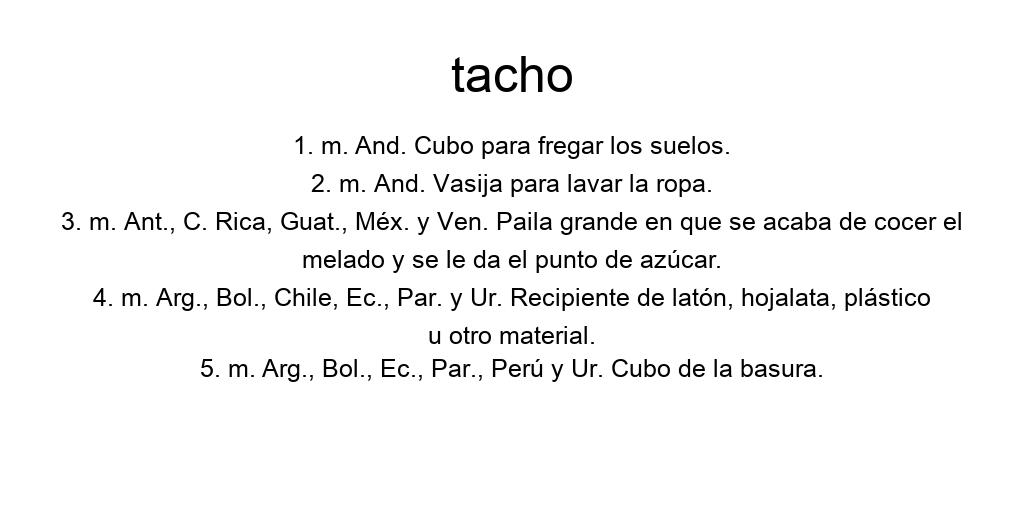 tacho
1. m. And. Cubo para fregar los suelos.
2. m. And. Vasija para lavar la ropa.
3. m. Ant., C. Rica, Guat., Méx. y Ven. Paila grande en que se acaba de cocer el
melado y se le da el punto de azúcar.
4. m. Arg., Bol., Chile, Ec., Par. y Ur. Recipiente de latón, hojalata, plástico
u otro material.
5. m. Arg., Bol., Ec., Par., Perú y Ur. Cubo de la basura.